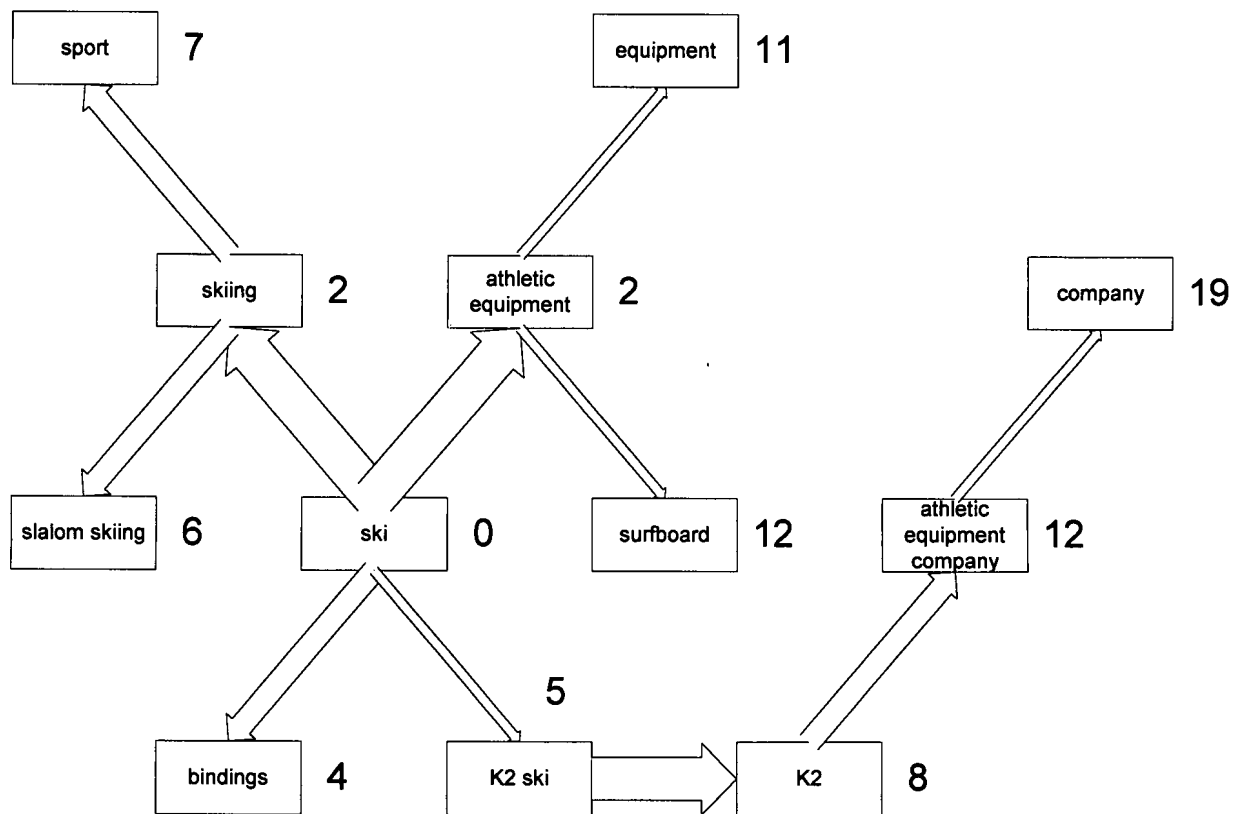 sport 7
equipment 11
skiing 2
athletic
equipment 2
company 19
slalom skiing 6
ski 0
surfboard 12
athletic
equipment
company 12
5
bindings 4
K2 ski
K2 8